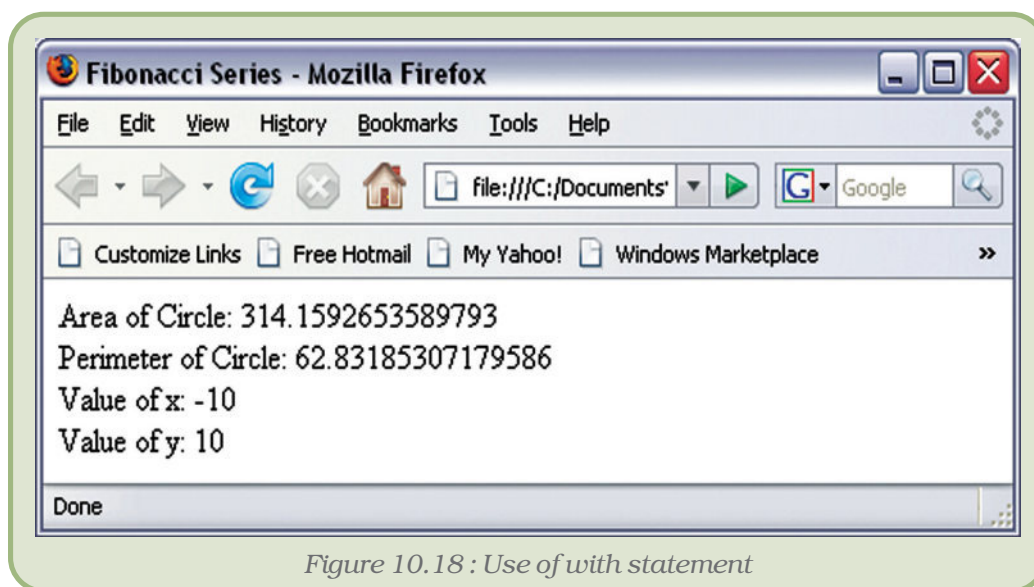 Fibonacci Series - Mozilla Firefox
File Edit View History Bookmarks Tools Help
file:///C:/Documents' G Google
Customize Links Free Hotmail My Yahoo! Windows Marketplace »
Area of Circle: 314.1592653589793
Perimeter of Circle: 62.83185307179586
Value of x: -10
Value of y: 10
Done
Figure 10.18 : Use of with statement